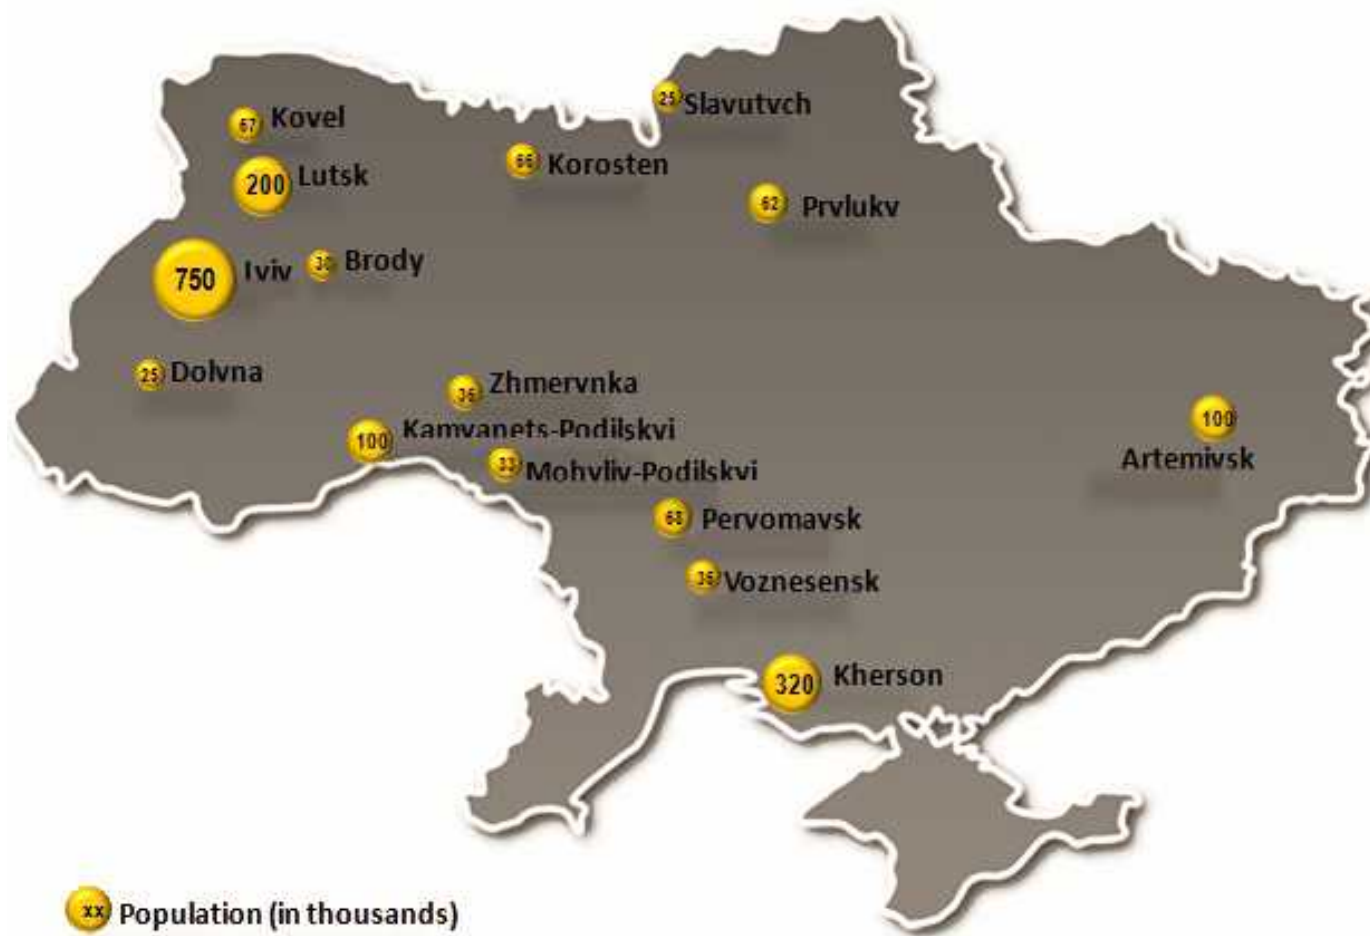 25 Slavutvch
67 Kovel
66 Korosten
200 Lutsk
62 Prvlukv
750 Iviv
30 Brody
25 Dolvna
36 Zhmervnka
100 Kamvanets-Podilskvi
100
Artemivsk
33 Mohvliv-Podilskvi
68 Pervomavsk
36 Voznesensk
320 Kherson
xx Population (in thousands)